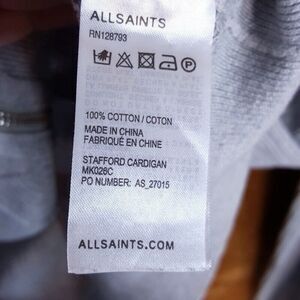 ALLSAINTS
RN128793
P
100% COTTON / COTON
MADE IN CHINA
FABRIQUÉ EN CHINE
STAFFORD CARDIGAN
MK026C
PO NUMBER: AS_27015
ALLSAINTS.COM